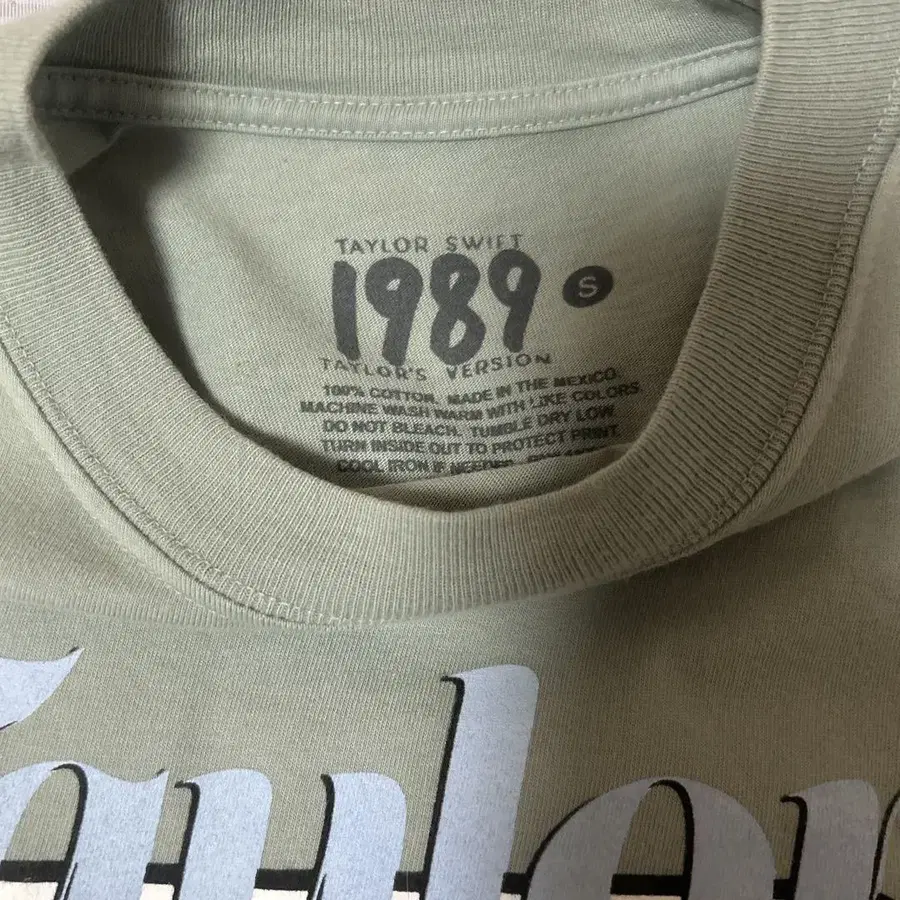 TAYLOR SWIFT
1989 S
TAYLOR'S VERSION
100% COTTON. MADE IN THE MEXICO.
MACHINE WASH WARM WITH LIKE COLORS
DO NOT BLEACH. TUMBLE DRY LOW.
TURN INSIDE OUT TO PROTECT PRINT.
COOL IRON IF NEEDED.
Taylor